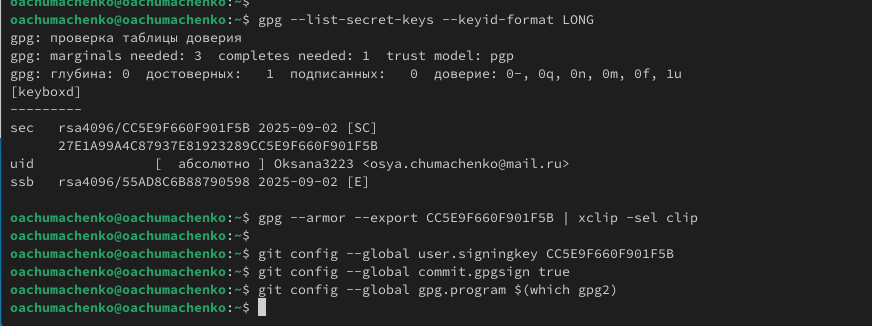 oachumachenko@oachumachenko:~$
oachumachenko@oachumachenko:~$ gpg --list-secret-keys --keyid-format LONG
gpg: проверка таблицы доверия
gpg: marginals needed: 3  completes needed: 1  trust model: pgp
gpg: глубина: 0  достоверных:   1  подписанных:   0  доверие: 0-, 0q, 0n, 0m, 0f, 1u
[keyboxd]
---------
sec   rsa4096/CC5E9F660F901F5B 2025-09-02 [SC]
      27E1A99A4C87937E81923289CC5E9F660F901F5B
uid               [  абсолютно ] Oksana3223 <osya.chumachenko@mail.ru>
ssb   rsa4096/55AD8C6B88790598 2025-09-02 [E]

oachumachenko@oachumachenko:~$ gpg --armor --export CC5E9F660F901F5B | xclip -sel clip
oachumachenko@oachumachenko:~$
oachumachenko@oachumachenko:~$ git config --global user.signingkey CC5E9F660F901F5B
oachumachenko@oachumachenko:~$ git config --global commit.gpgsign true
oachumachenko@oachumachenko:~$ git config --global gpg.program $(which gpg2)
oachumachenko@oachumachenko:~$